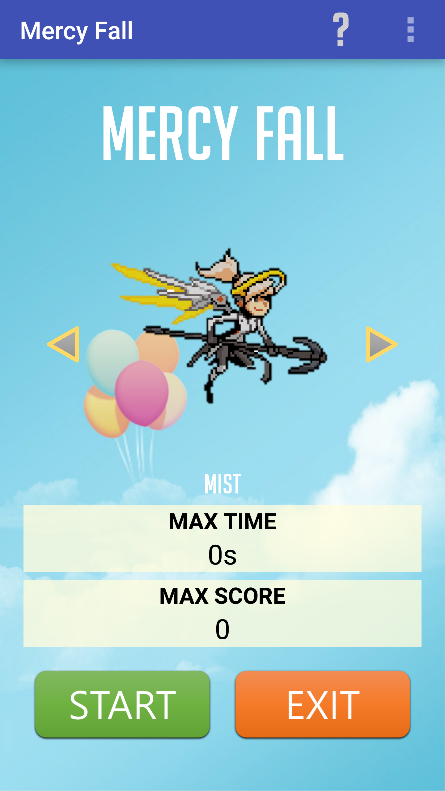 Mercy Fall
?
MERCY FALL
MIST
MAX TIME
0s
MAX SCORE
0
START
EXIT